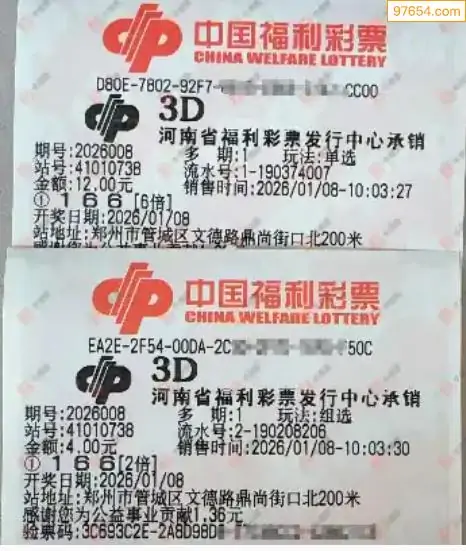 97654.com
中国福利彩票
CHINA WELFARE LOTTERY
D80E-7802-92F7- CC00
3D
河南省福利彩票发行中心承销
期号:2026008 多 期:1 玩法:单选
站号:41010738 流水号:1-190374007
金额:12.00元 销售时间:2026/01/08-10:03:27
① 1 6 6 [6倍]
开奖日期:2026/01/08
站地址:郑州市管城区文德路鼎尚街口北200米
中国福利彩票
CHINA WELFARE LOTTERY
EA2E-2F54-00DA-2C F50C
3D
河南省福利彩票发行中心承销
期号:2026008 多 期:1 玩法:组选
站号:41010738 流水号:2-190208206
金额:4.00元 销售时间:2026/01/08-10:03:30
① 1 6 6 [2倍]
开奖日期:2026/01/08
站地址:郑州市管城区文德路鼎尚街口北200米
感谢您为公益事业贡献1.36元
验票码:3C693C2E-2A8D98D